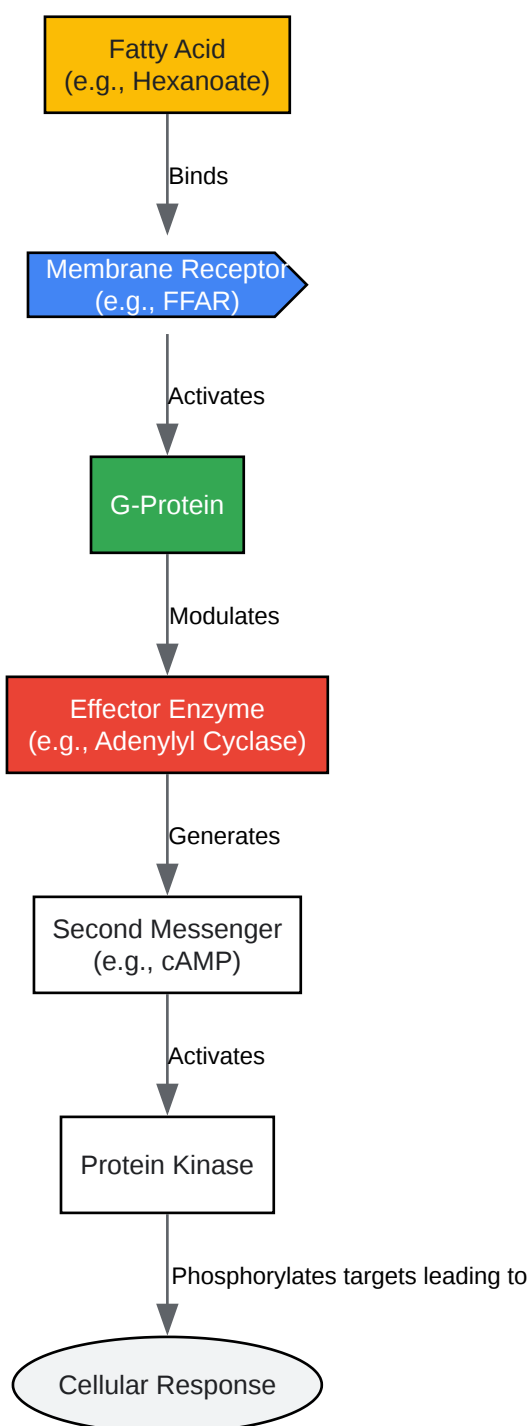 Fatty Acid
(e.g., Hexanoate)
Binds
Membrane Receptor
(e.g., FFAR)
Activates
G-Protein
Modulates
Effector Enzyme
(e.g., Adenylyl Cyclase)
Generates
Second Messenger
(e.g., cAMP)
Activates
Protein Kinase
Phosphorylates targets leading to
Cellular Response